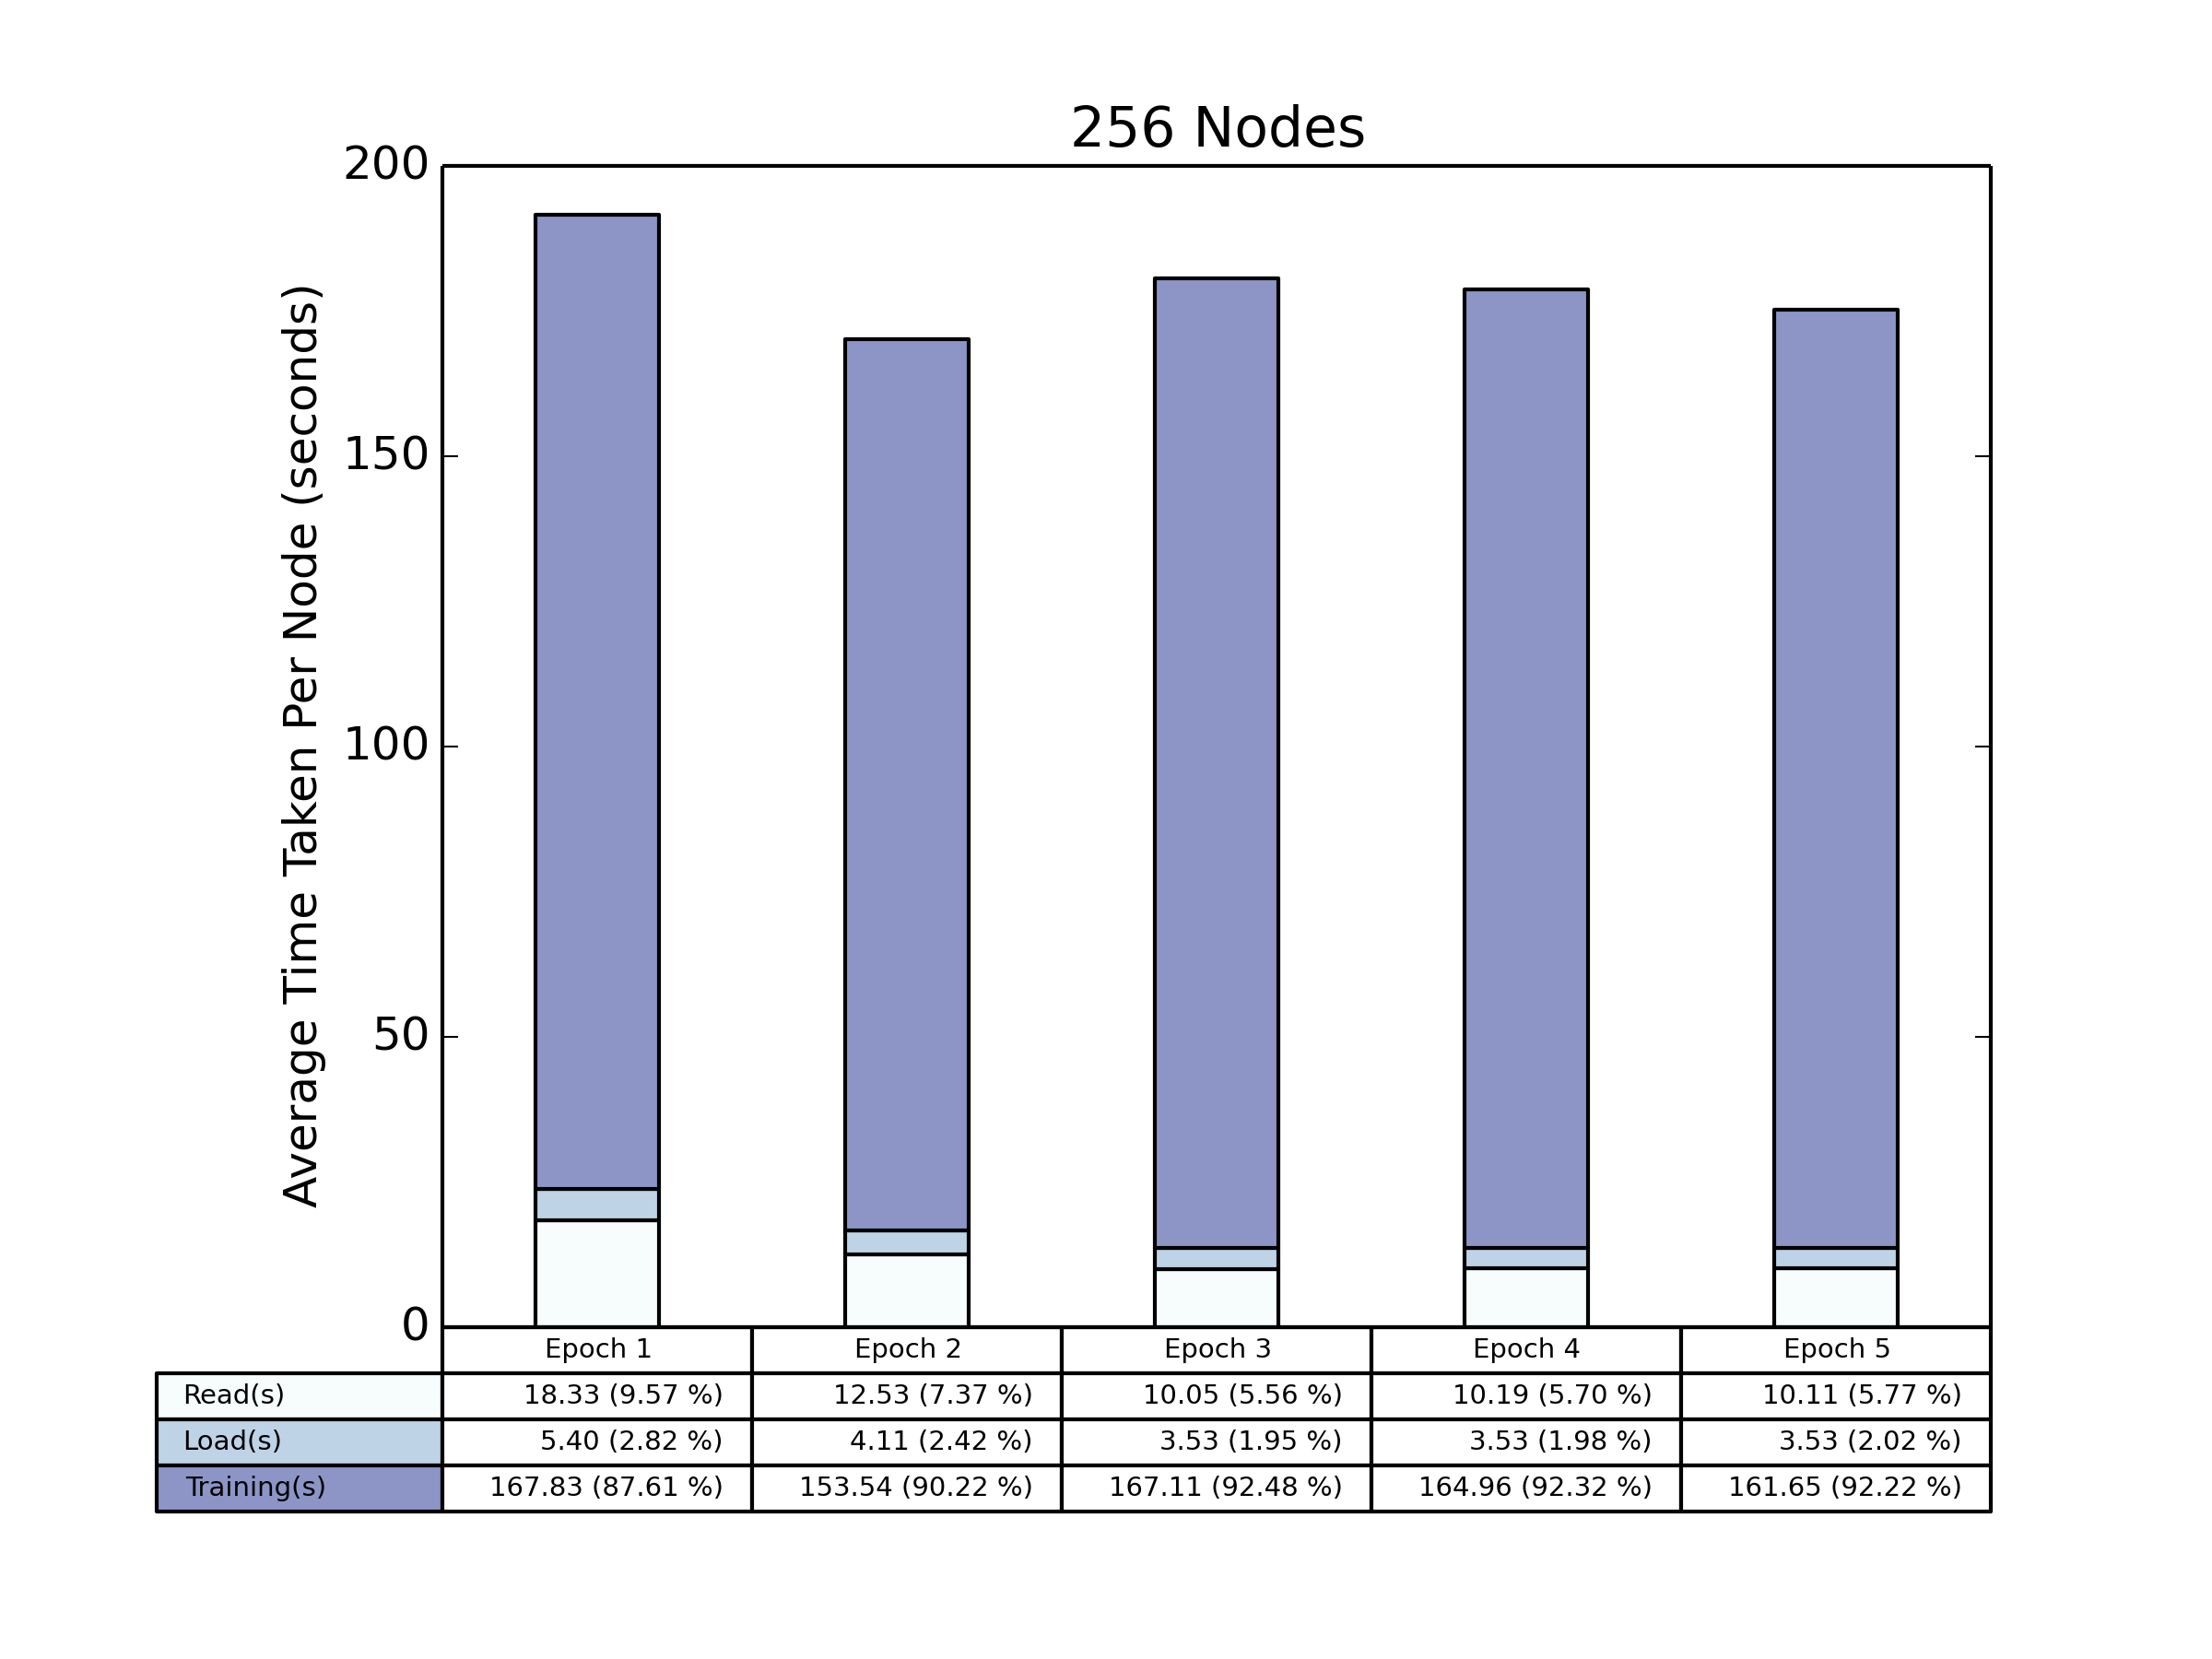 256 Nodes
200
150
100
50
0
Average Time Taken Per Node (seconds)
Epoch 1 Epoch 2 Epoch 3 Epoch 4 Epoch 5
Read(s) 18.33 (9.57 %) 12.53 (7.37 %) 10.05 (5.56 %) 10.19 (5.70 %) 10.11 (5.77 %)
Load(s) 5.40 (2.82 %) 4.11 (2.42 %) 3.53 (1.95 %) 3.53 (1.98 %) 3.53 (2.02 %)
Training(s) 167.83 (87.61 %) 153.54 (90.22 %) 167.11 (92.48 %) 164.96 (92.32 %) 161.65 (92.22 %)